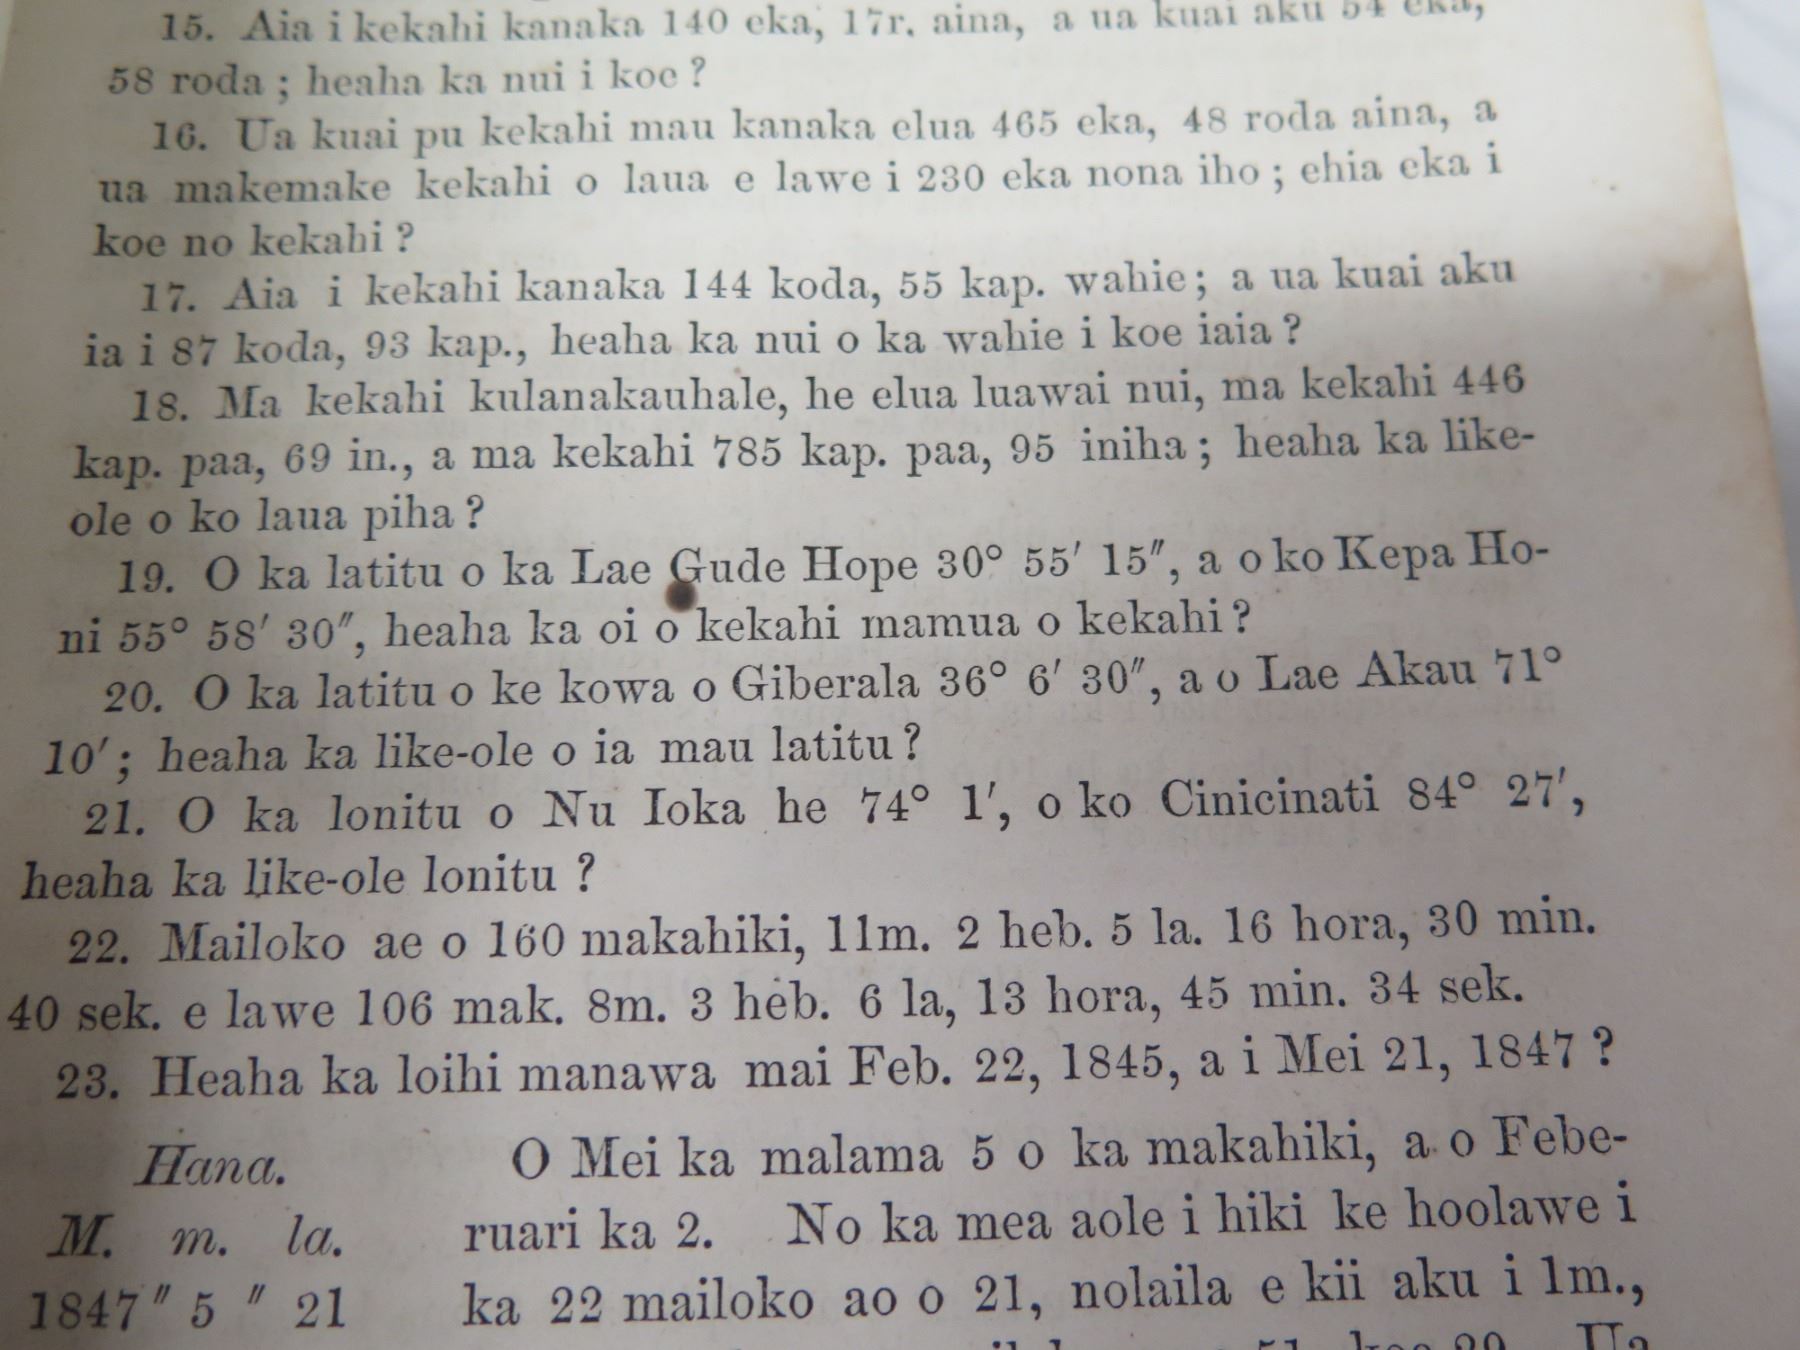 15. Aia i kekahi kanaka 140 eka, 17r. aina, a ua kuai aku 54 eka,
58 roda ; heaha ka nui i koe ?
16. Ua kuai pu kekahi mau kanaka elua 465 eka, 48 roda aina, a
ua makemake kekahi o laua e lawe i 230 eka nona iho ; ehia eka i
koe no kekahi ?
17. Aia i kekahi kanaka 144 koda, 55 kap. wahie ; a ua kuai aku
ia i 87 koda, 93 kap., heaha ka nui o ka wahie i koe iaia ?
18. Ma kekahi kulanakauhale, he elua luawai nui, ma kekahi 446
kap. paa, 69 in., a ma kekahi 785 kap. paa, 95 iniha ; heaha ka like-
ole o ko laua piha ?
19. O ka latitu o ka Lae Gude Hope 30° 55′ 15″, a o ko Kepa Ho-
ni 55° 58′ 30″, heaha ka oi o kekahi mamua o kekahi ?
20. O ka latitu o ke kowa o Giberala 36° 6′ 30″, a o Lae Akau 71°
10′ ; heaha ka like-ole o ia mau latitu ?
21. O ka lonitu o Nu Ioka he 74° 1′, o ko Cinicinati 84° 27′,
heaha ka like-ole lonitu ?
22. Mailoko ae o 160 makahiki, 11m. 2 heb. 5 la. 16 hora, 30 min.
40 sek. e lawe 106 mak. 8m. 3 heb. 6 la, 13 hora, 45 min. 34 sek.
23. Heaha ka loihi manawa mai Feb. 22, 1845, a i Mei 21, 1847 ?
Hana. O Mei ka malama 5 o ka makahiki, a o Febe-
M. m. la. ruari ka 2. No ka mea aole i hiki ke hoolawe i
1847 ″ 5 ″ 21 ka 22 mailoko ao o 21, nolaila e kii aku i 1m.,